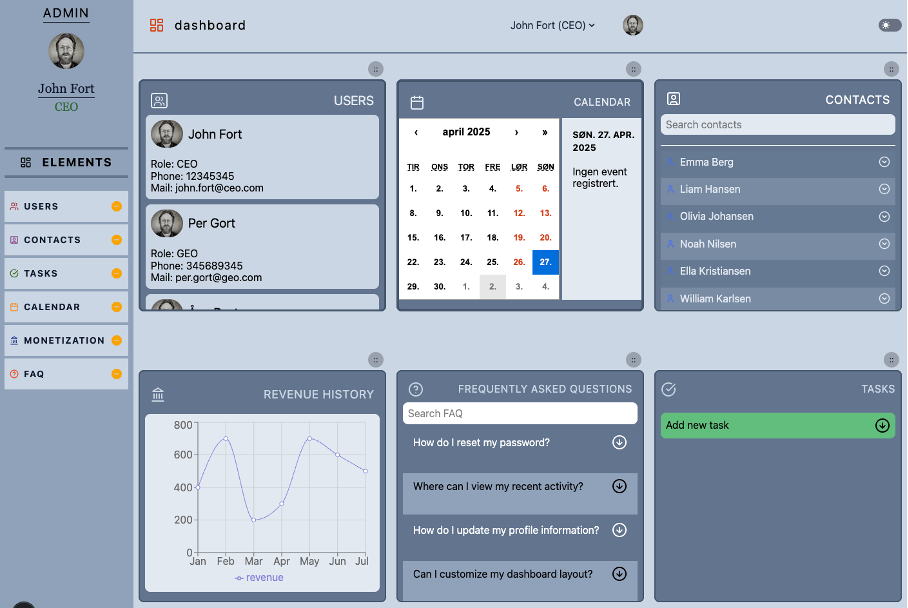 ADMIN
John Fort
CEO
ELEMENTS
USERS
CONTACTS
TASKS
CALENDAR
MONETIZATION
FAQ
dashboard
John Fort (CEO)
USERS
John Fort
Role: CEO
Phone: 12345345
Mail: john.fort@ceo.com
Per Gort
Role: GEO
Phone: 345689345
Mail: per.gort@geo.com
CALENDAR
‹ april 2025 › »
TIR ONS TOR FRE LØR SØN
1. 2. 3. 4. 5. 6.
8. 9. 10. 11. 12. 13.
15. 16. 17. 18. 19. 20.
22. 23. 24. 25. 26. 27.
29. 30. 1. 2. 3. 4.
SØN. 27. APR.
2025
Ingen event
registrert.
CONTACTS
Search contacts
Emma Berg
Liam Hansen
Olivia Johansen
Noah Nilsen
Ella Kristiansen
William Karlsen
REVENUE HISTORY
800
600
400
200
0
Jan Feb Mar Apr May Jun Jul
revenue
FREQUENTLY ASKED QUESTIONS
Search FAQ
How do I reset my password?
Where can I view my recent activity?
How do I update my profile information?
Can I customize my dashboard layout?
TASKS
Add new task